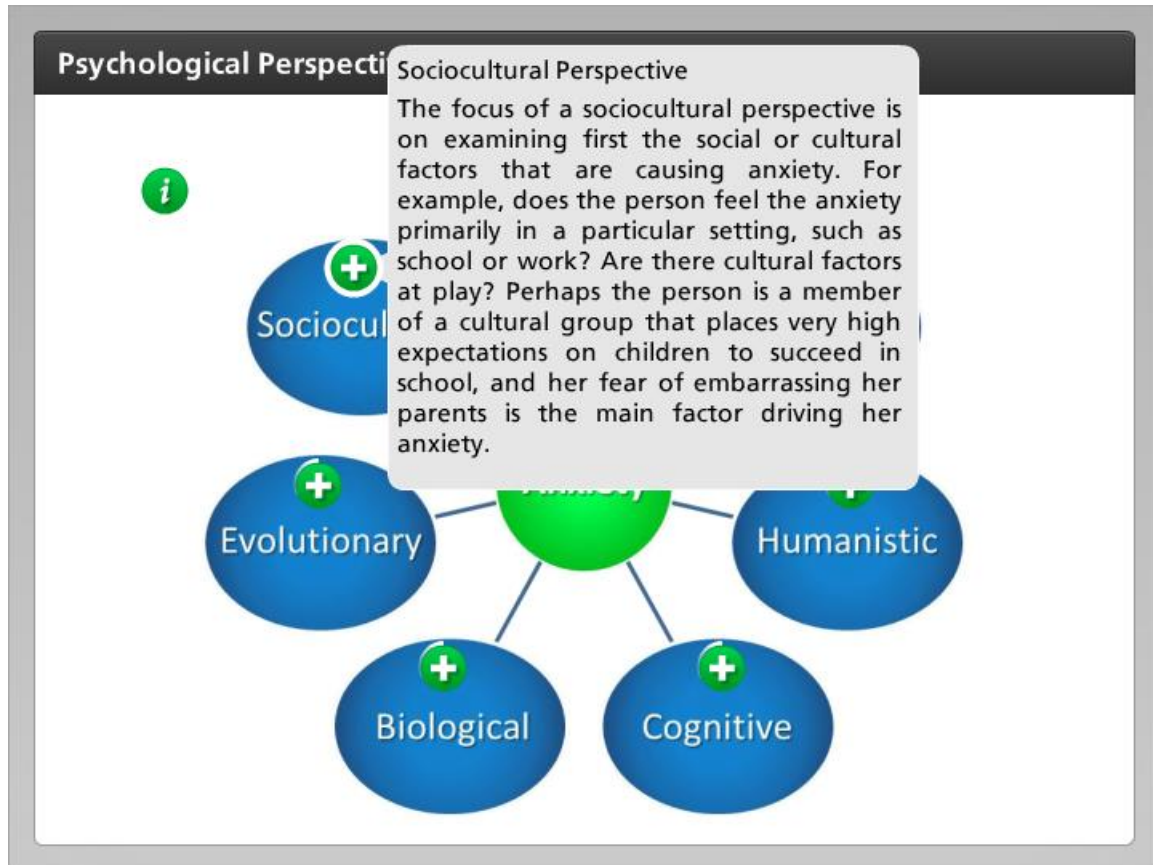 Psychological Perspecti
Sociocultural Perspective
The focus of a sociocultural perspective is
on examining first the social or cultural
factors that are causing anxiety. For
example, does the person feel the anxiety
primarily in a particular setting, such as
school or work? Are there cultural factors
at play? Perhaps the person is a member
of a cultural group that places very high
expectations on children to succeed in
school, and her fear of embarrassing her
parents is the main factor driving her
anxiety.
i
Sociocul
Evolutionary
Humanistic
Biological
Cognitive